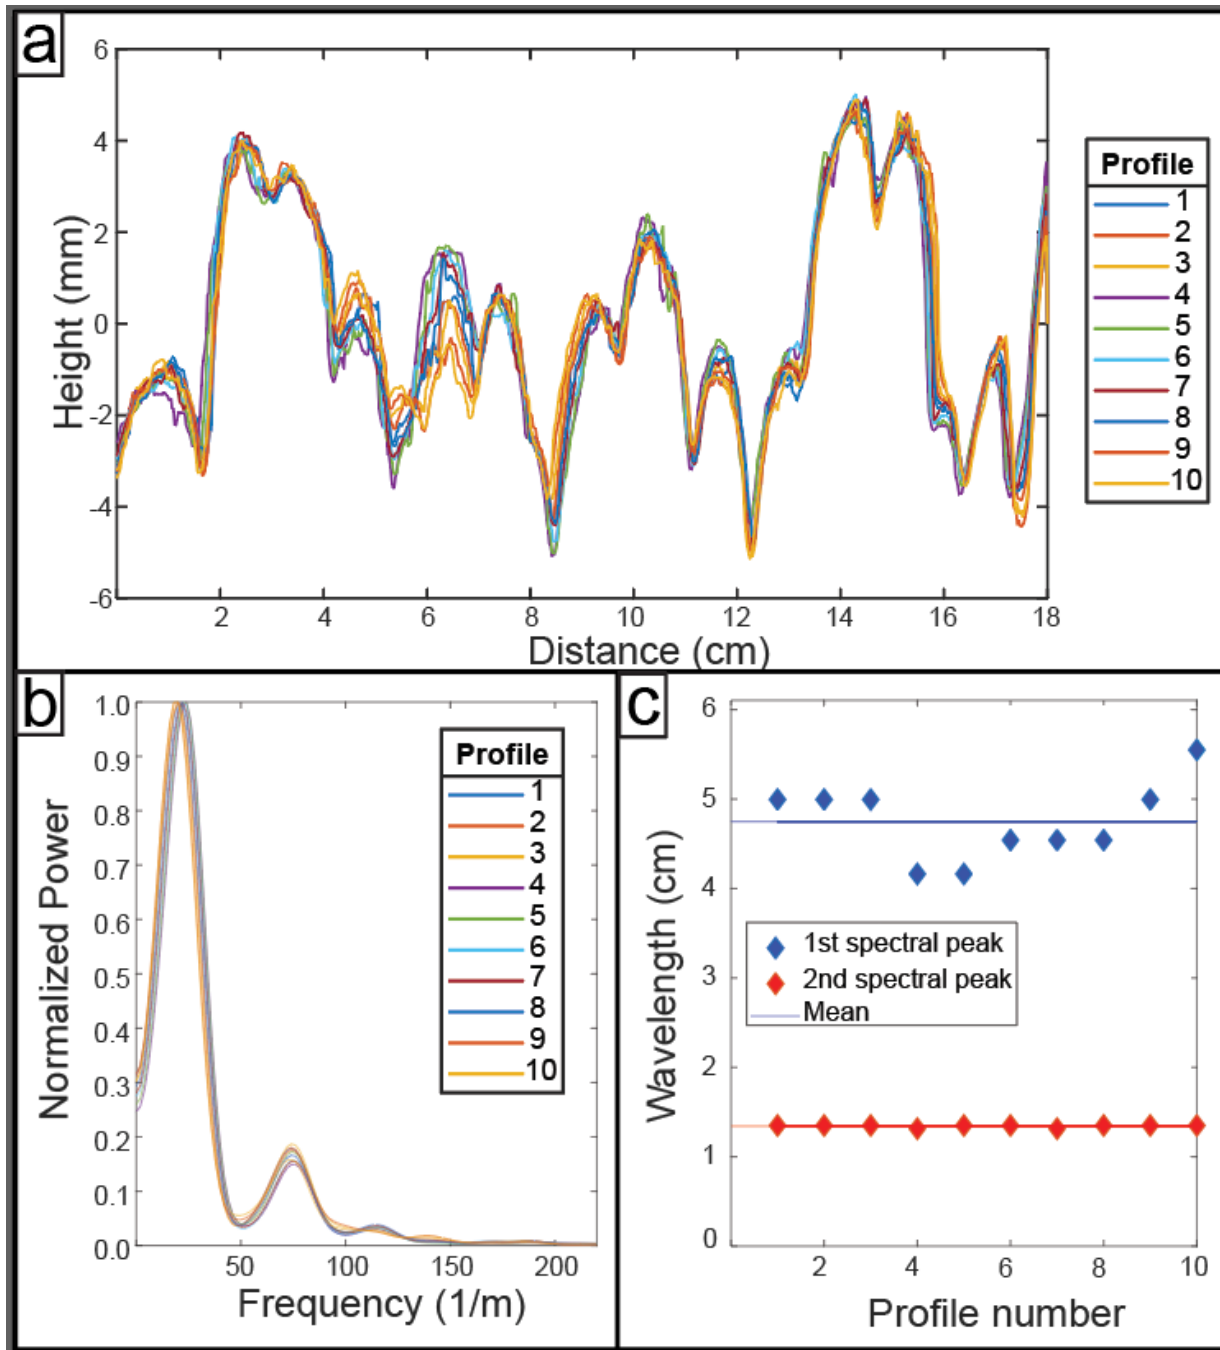 a
6
4
2
0
-2
-4
-6
Height (mm)
2 4 6 8 10 12 14 16 18
Distance (cm)
Profile
1
2
3
4
5
6
7
8
9
10
b
1.0
0.9
0.8
0.7
0.6
0.5
0.4
0.3
0.2
0.1
0.0
Normalized Power
50 100 150 200
Frequency (1/m)
Profile
1
2
3
4
5
6
7
8
9
10
c
6
5
4
3
2
1
0
Wavelength (cm)
1st spectral peak
2nd spectral peak
Mean
2 4 6 8 10
Profile number